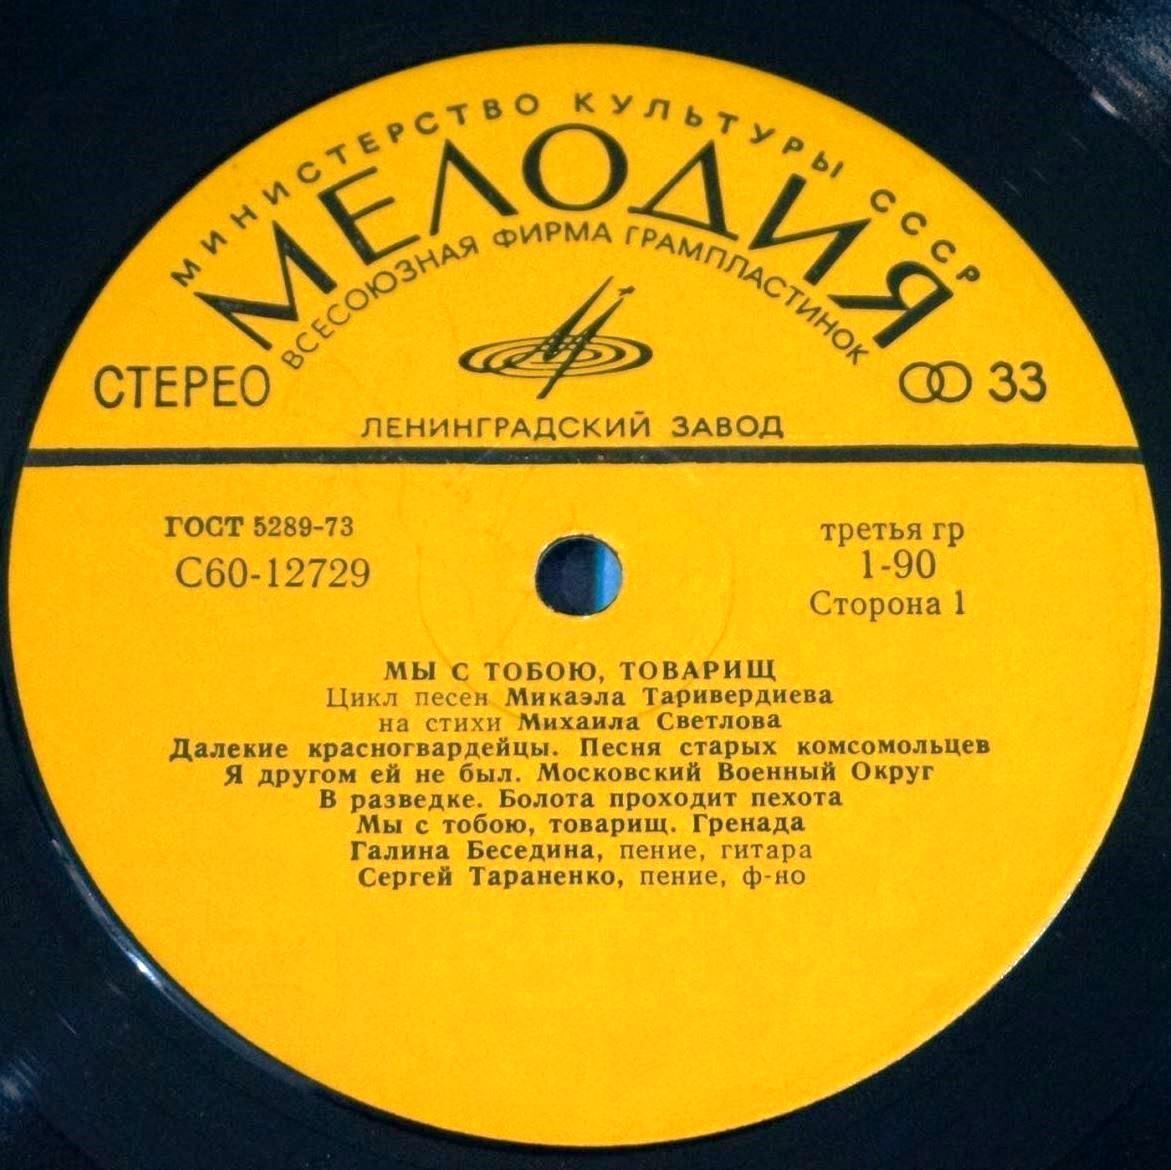 МИНИСТЕРСТВО КУЛЬТУРЫ СССР
МЕЛОДИЯ
ВСЕСОЮЗНАЯ ФИРМА ГРАМПЛАСТИНОК
СТЕРЕО
33
ЛЕНИНГРАДСКИЙ ЗАВОД
ГОСТ 5289-73
С60-12729
третья гр
1-90
Сторона 1
МЫ С ТОБОЮ, ТОВАРИЩ
Цикл песен Микаэла Таривердиева
на стихи Михаила Светлова
Далекие красногвардейцы. Песня старых комсомольцев
Я другом ей не был. Московский Военный Округ
В разведке. Болота проходит пехота
Мы с тобою, товарищ. Гренада
Галина Беседина, пение, гитара
Сергей Тараненко, пение, ф-но